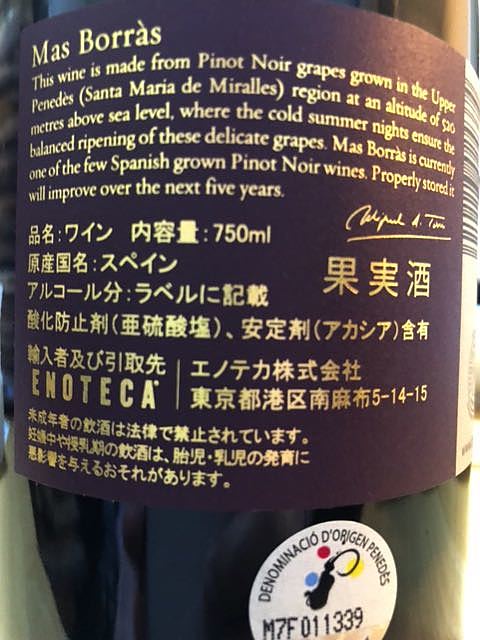 Mas Borràs
This wine is made from Pinot Noir grapes grown in the Upper
Penedès (Santa Maria de Miralles) region at an altitude of 520
metres above sea level, where the cold summer nights ensure the
balanced ripening of these delicate grapes. Mas Borràs is currently
one of the few Spanish grown Pinot Noir wines. Properly stored it
will improve over the next five years.
品名:ワイン 内容量:750ml
原産国名:スペイン
アルコール分:ラベルに記載
果実酒
酸化防止剤(亜硫酸塩)、安定剤(アカシア)含有
輸入者及び引取先
ENOTECA
エノテカ株式会社
東京都港区南麻布5-14-15
未成年者の飲酒は法律で禁止されています。
妊娠中や授乳期の飲酒は、胎児・乳児の発育に
悪影響を与えるおそれがあります。
DENOMINACIÓ D'ORIGEN PENEDÈS
M7F011339